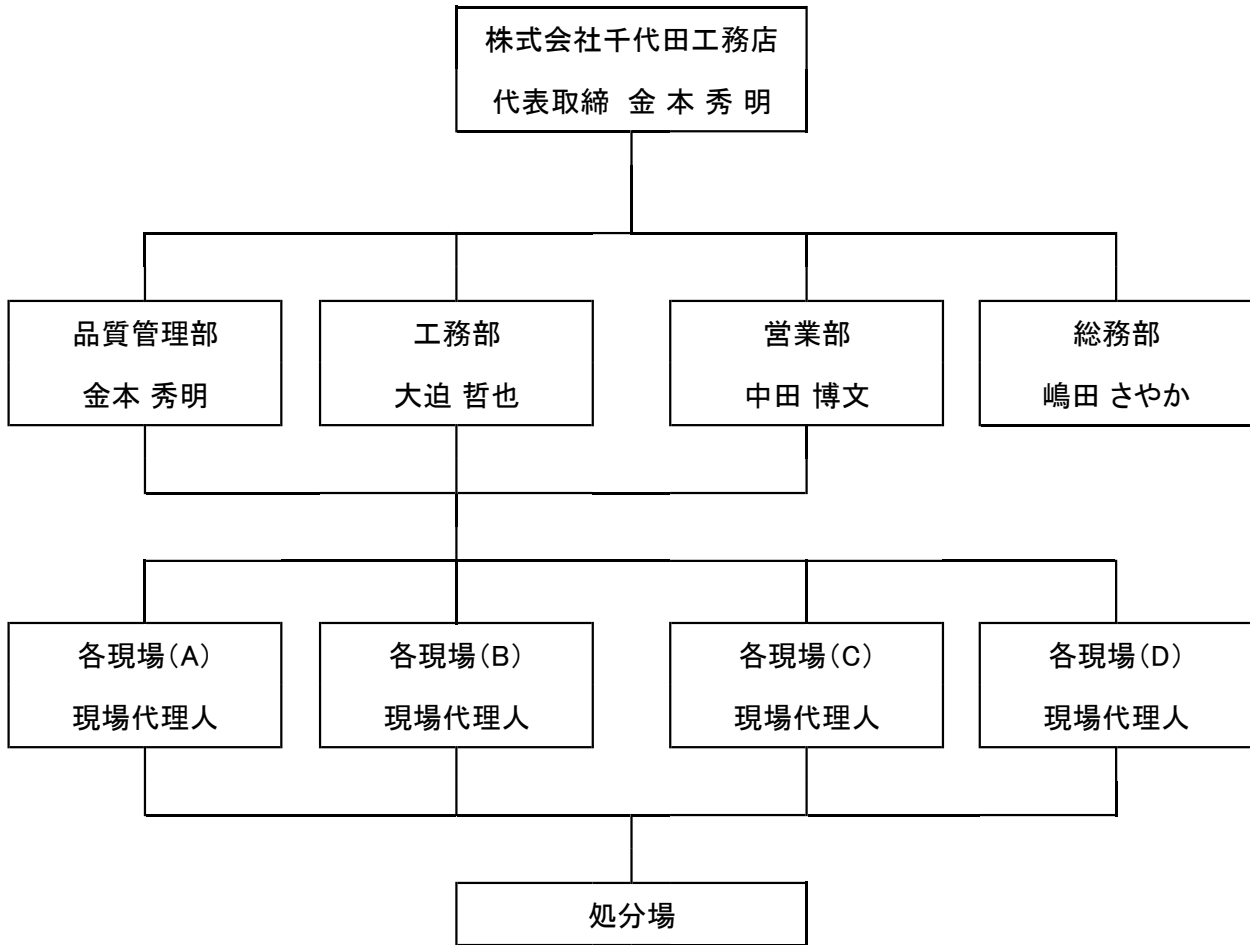 株式会社千代田工務店
代表取締 金 本 秀 明
品質管理部
金本 秀明
工務部
大迫 哲也
営業部
中田 博文
総務部
嶋田 さやか
各現場(A)
現場代理人
各現場(B)
現場代理人
各現場(C)
現場代理人
各現場(D)
現場代理人
処分場